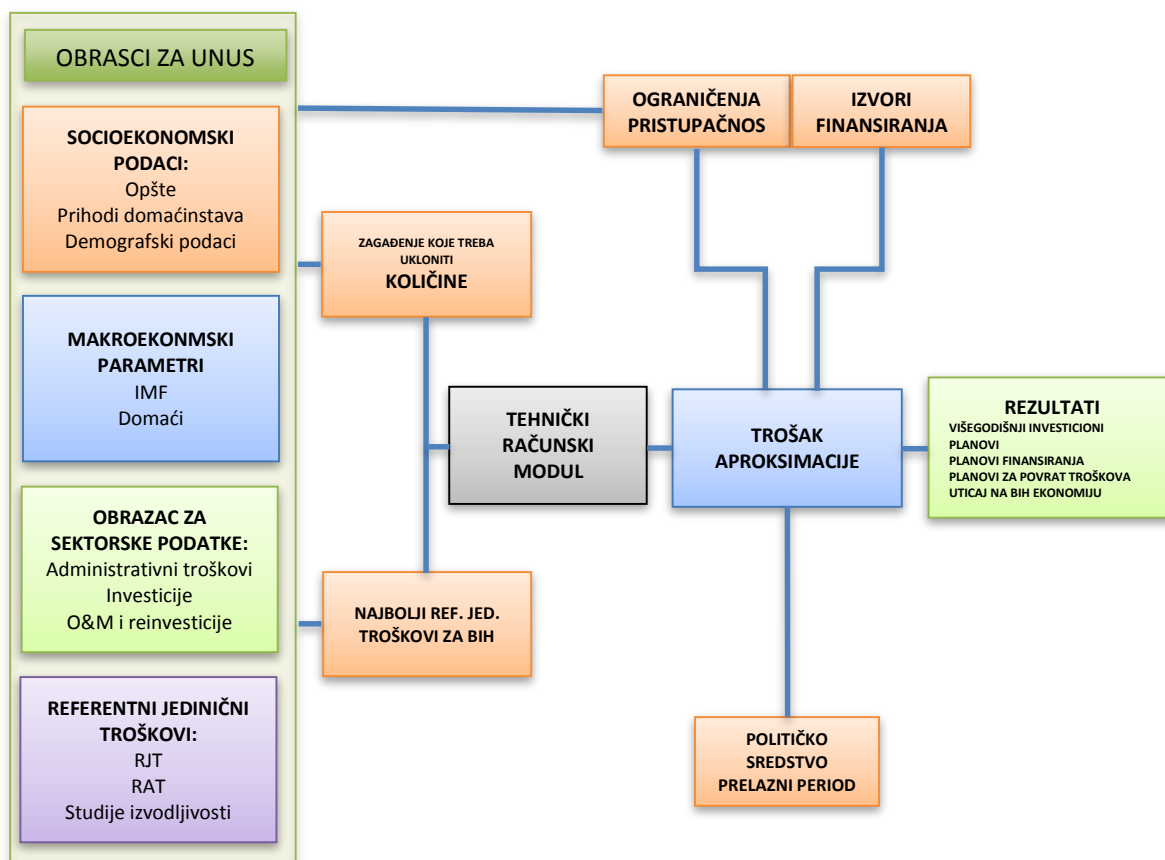 OBRASCI ZA UNUS
SOCIOEKONOMSKI
PODACI:
Opšte
Prihodi domaćinstava
Demografski podaci
MAKROEKONMSKI
PARAMETRI
IMF
Domaći
OBRAZAC ZA
SEKTORSKE PODATKE:
Administrativni troškovi
Investicije
O&M i reinvesticije
REFERENTNI JEDINIČNI
TROŠKOVI:
RJT
RAT
Studije izvodljivosti
ZAGAĐENJE KOJE TREBA
UKLONITI
KOLIČINE
NAJBOLJI REF. JED.
TROŠKOVI ZA BIH
TEHNIČKI
RAČUNSKI
MODUL
OGRANIČENJA
PRISTUPAČNOS
IZVORI
FINANSIRANJA
TROŠAK
APROKSIMACIJE
POLITIČKO
SREDSTVO
PRELAZNI PERIOD
REZULTATI
VIŠEGODIŠNJI INVESTICIONI
PLANOVI
PLANOVI FINANSIRANJA
PLANOVI ZA POVRAT TROŠKOVA
UTICAJ NA BIH EKONOMIJU